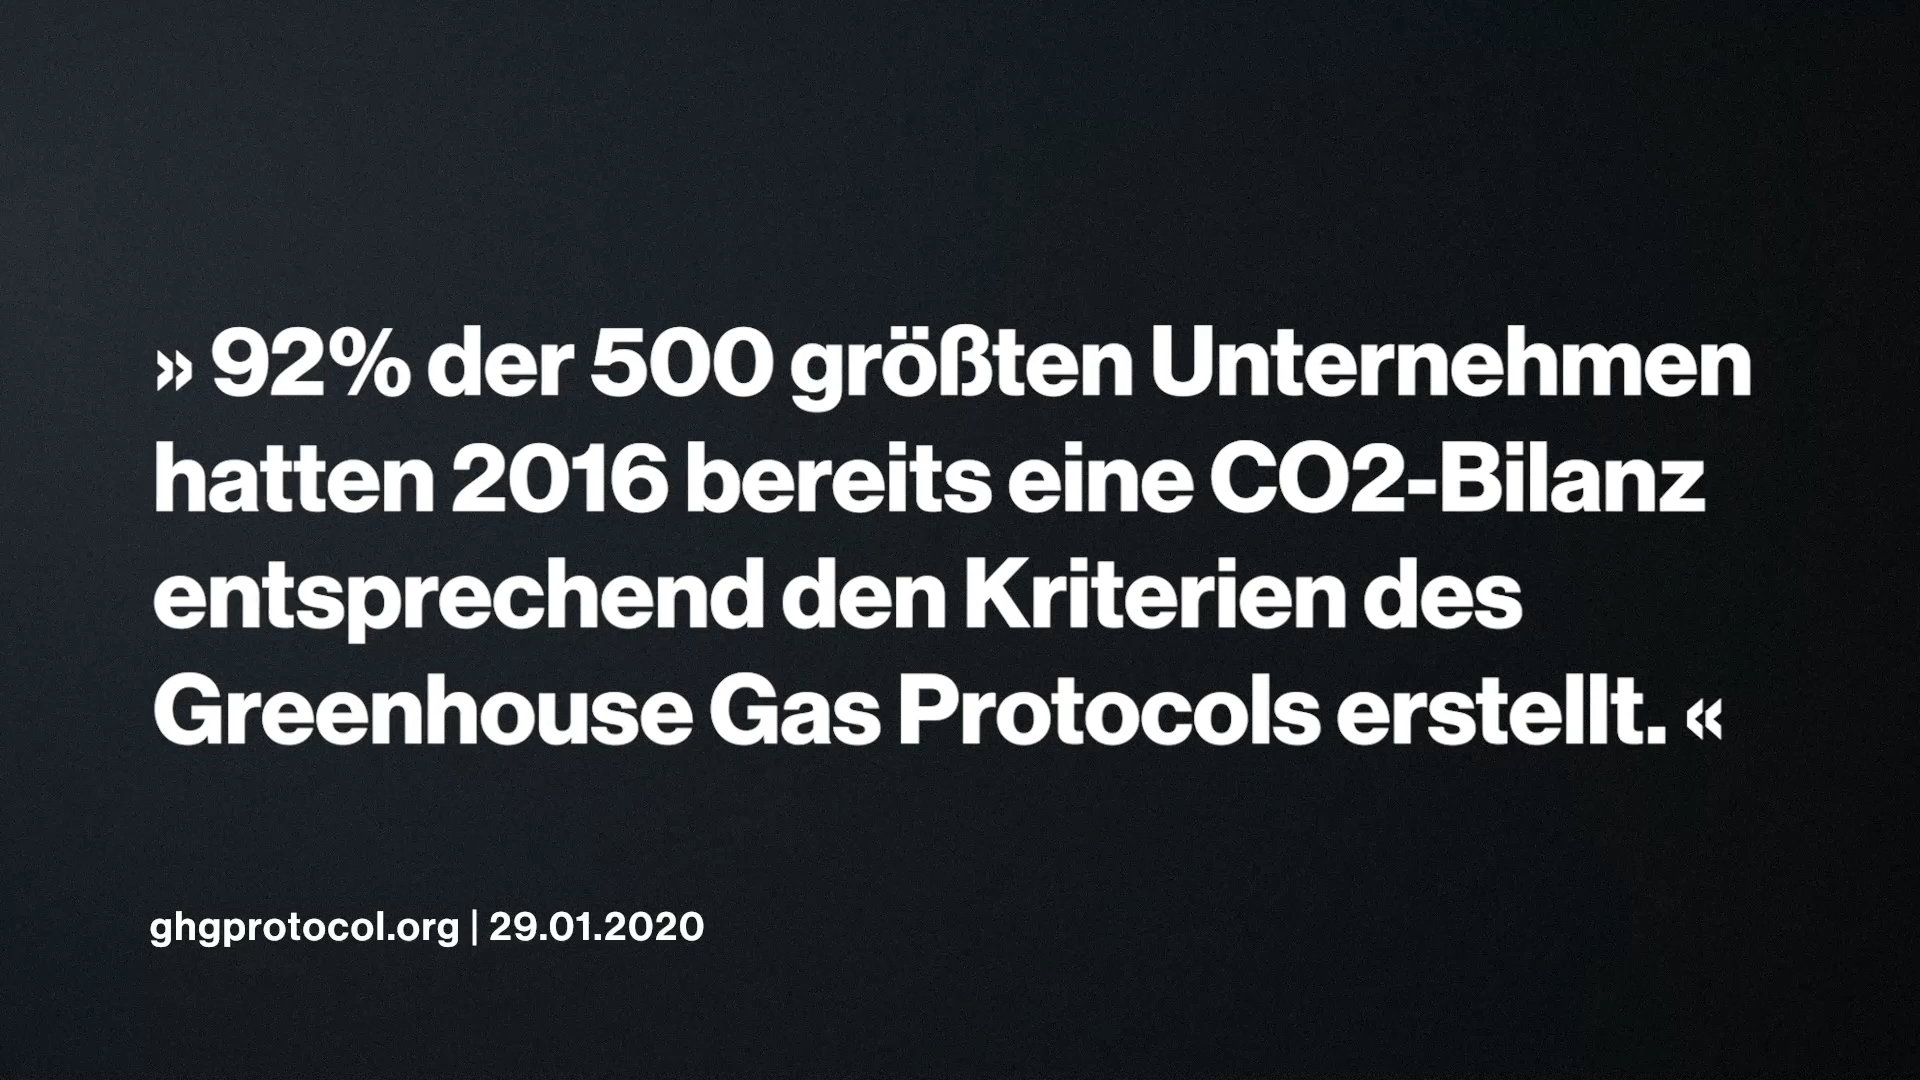 » 92% der 500 größten Unternehmen
hatten 2016 bereits eine CO2-Bilanz
entsprechend den Kriterien des
Greenhouse Gas Protocols erstellt. «
ghgprotocol.org | 29.01.2020